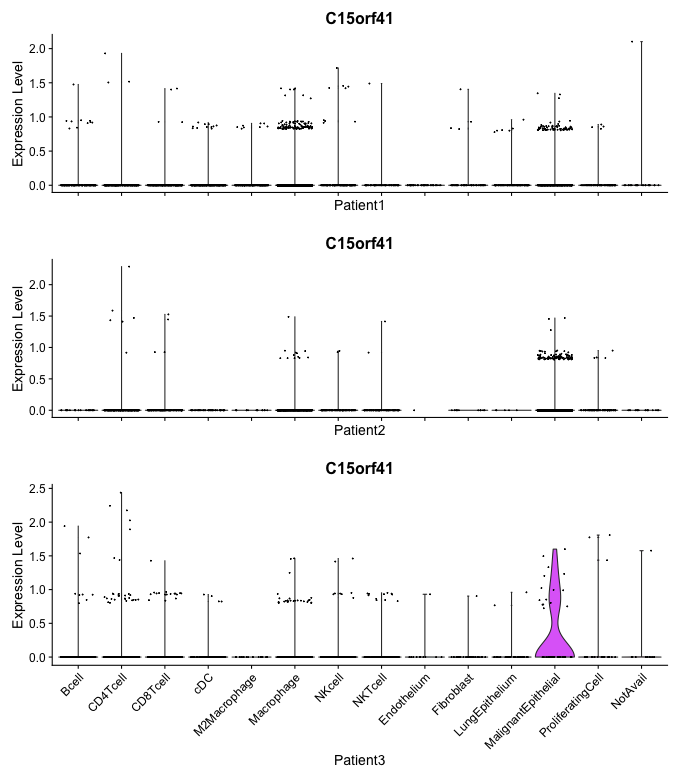 C15orf41
Expression Level
2.0
1.5
1.0
0.5
0.0
Patient1
C15orf41
Expression Level
2.0
1.5
1.0
0.5
0.0
Patient2
C15orf41
Expression Level
2.5
2.0
1.5
1.0
0.5
0.0
Bcell
CD4Tcell
CD8Tcell
cDC
M2Macrophage
Macrophage
NKcell
NKTcell
Endothelium
Fibroblast
LungEpithelium
MalignantEpithelial
ProliferatingCell
NotAvail
Patient3